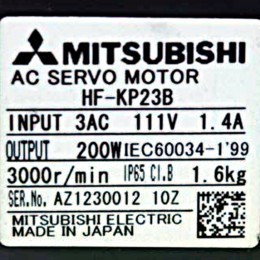 MITSUBISHI
AC SERVO MOTOR
HF-KP23B
INPUT 3AC 111V 1.4A
OUTPUT 200W IEC60034-1'99
3000r/min IP65 CI.B 1.6kg
SER.No. AZ1230012 10Z
MITSUBISHI ELECTRIC
MADE IN JAPAN